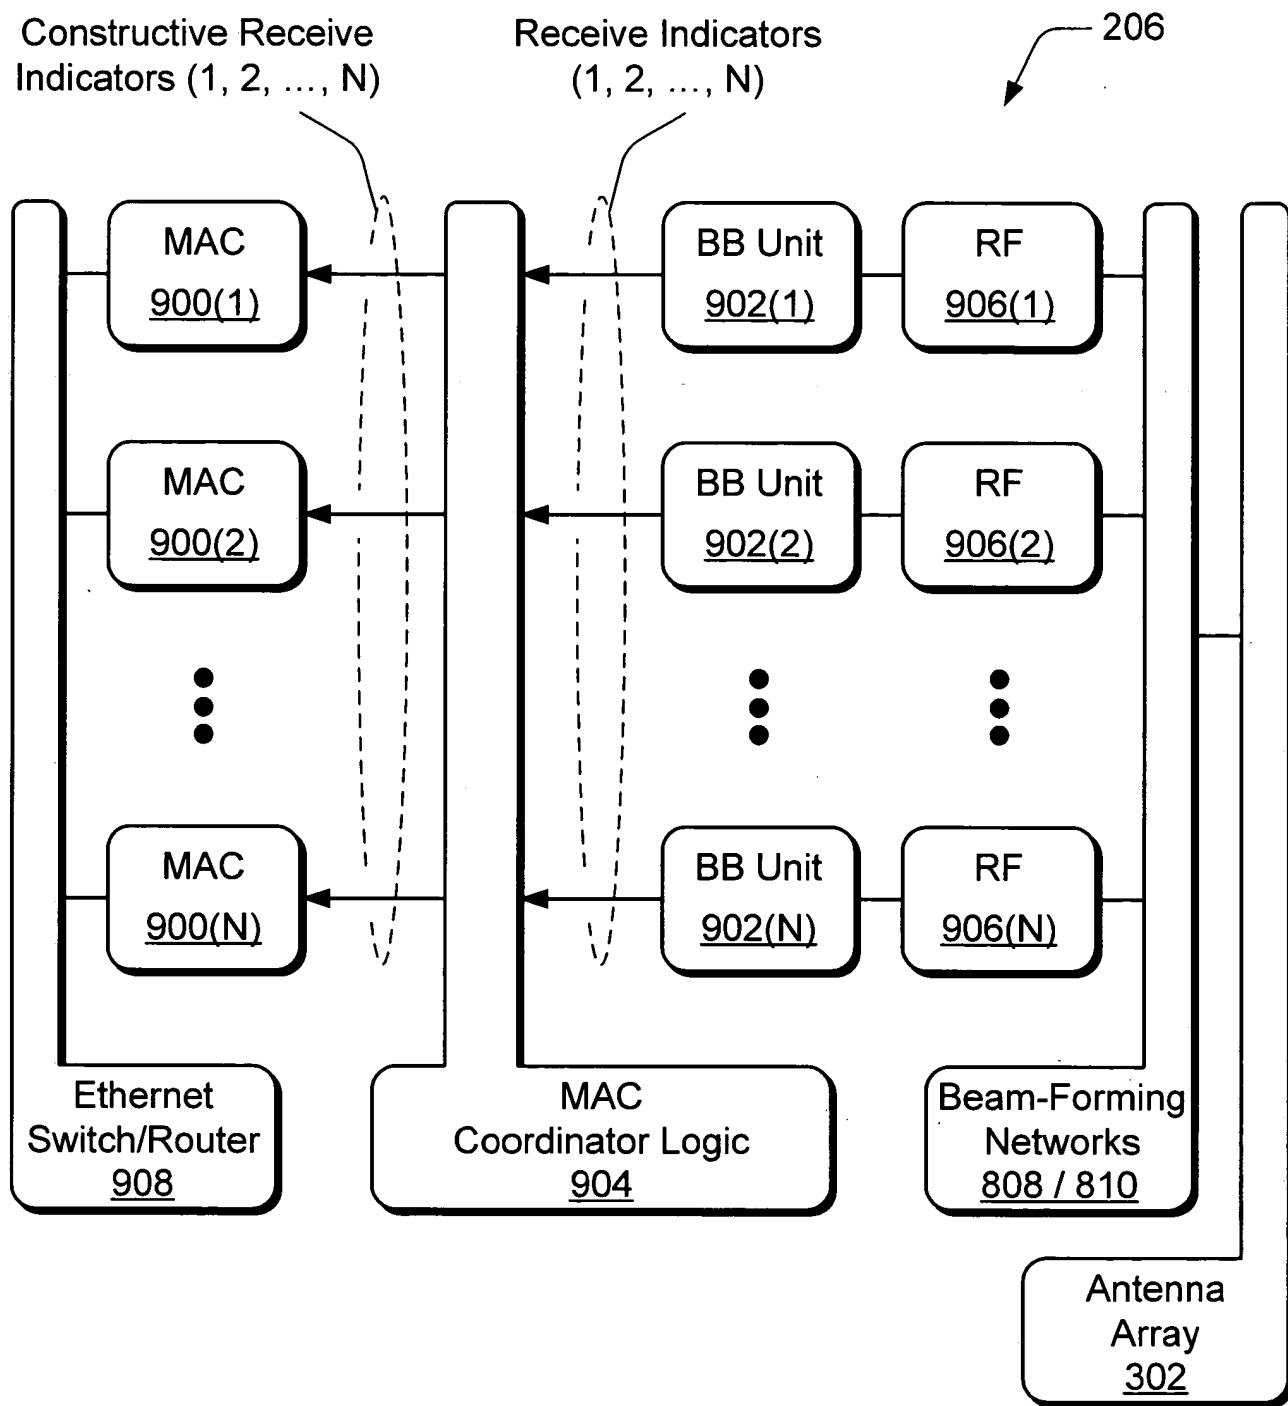 Constructive Receive
Indicators (1, 2, ..., N)
Receive Indicators
(1, 2, ..., N)
206
MAC
900(1)
BB Unit
902(1)
RF
906(1)
MAC
900(2)
BB Unit
902(2)
RF
906(2)
MAC
900(N)
BB Unit
902(N)
RF
906(N)
Ethernet
Switch/Router
908
MAC
Coordinator Logic
904
Beam-Forming
Networks
808 / 810
Antenna
Array
302